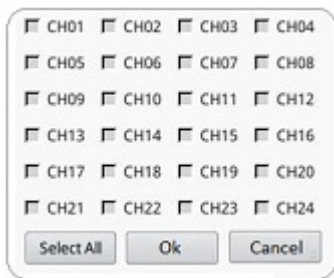 CH01 CH02 CH03 CH04
CH05 CH06 CH07 CH08
CH09 CH10 CH11 CH12
CH13 CH14 CH15 CH16
CH17 CH18 CH19 CH20
CH21 CH22 CH23 CH24
Select All Ok Cancel